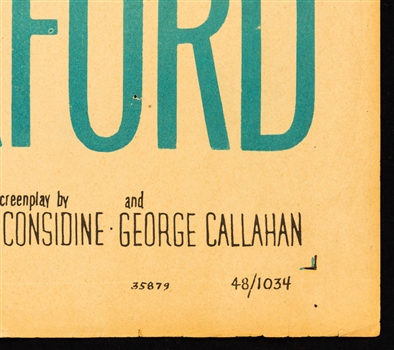 FORD
creenplay by and
CONSIDINE · GEORGE CALLAHAN
35879 48/1034